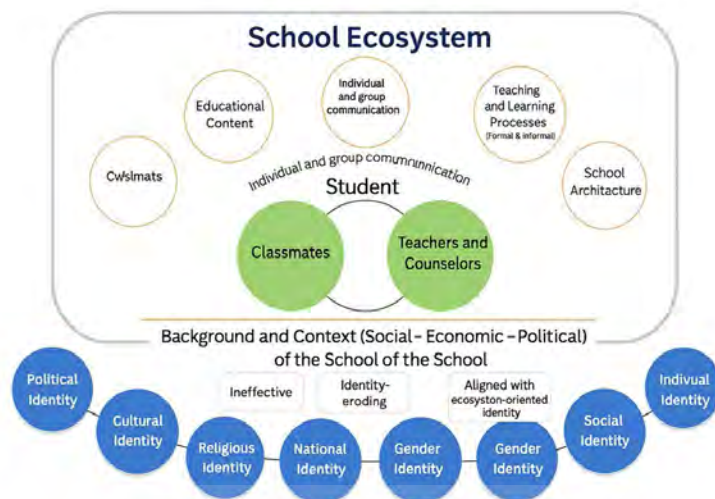 School Ecosystem
Individual
and group
communication
Educational
Content
Teaching
and Learning
Processes
(Formal & informal)
Cwslmats
School
Architacture
Individual and group commuınnication
Student
Classmates
Teachers and
Counselors
Background and Context (Social - Economic - Political)
of the School of the School
Political
Identity
Ineffective
Identity-
eroding
Aligned with
ecosyston-oriented
identity
Indivual
Identity
Cultural
Identity
Religious
Identity
National
Identity
Gender
Identity
Gender
Identity
Social
Identity